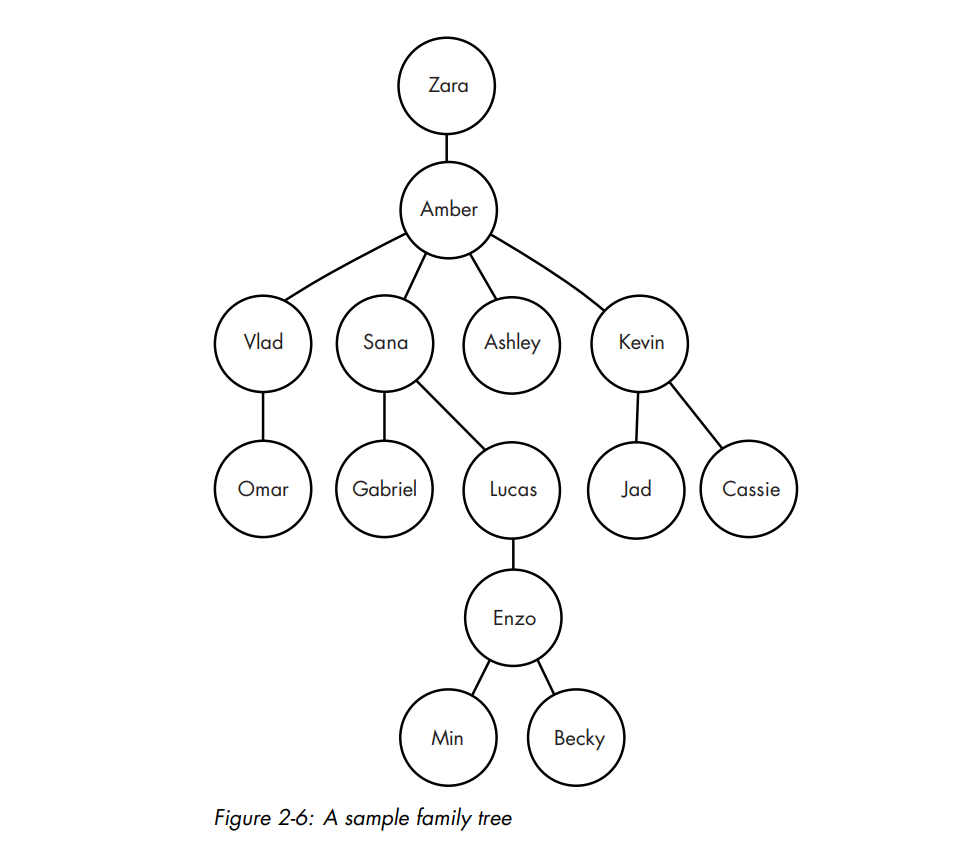 Zara
Amber
Vlad
Sana
Ashley
Kevin
Omar
Gabriel
Lucas
Jad
Cassie
Enzo
Min
Becky
Figure 2-6: A sample family tree